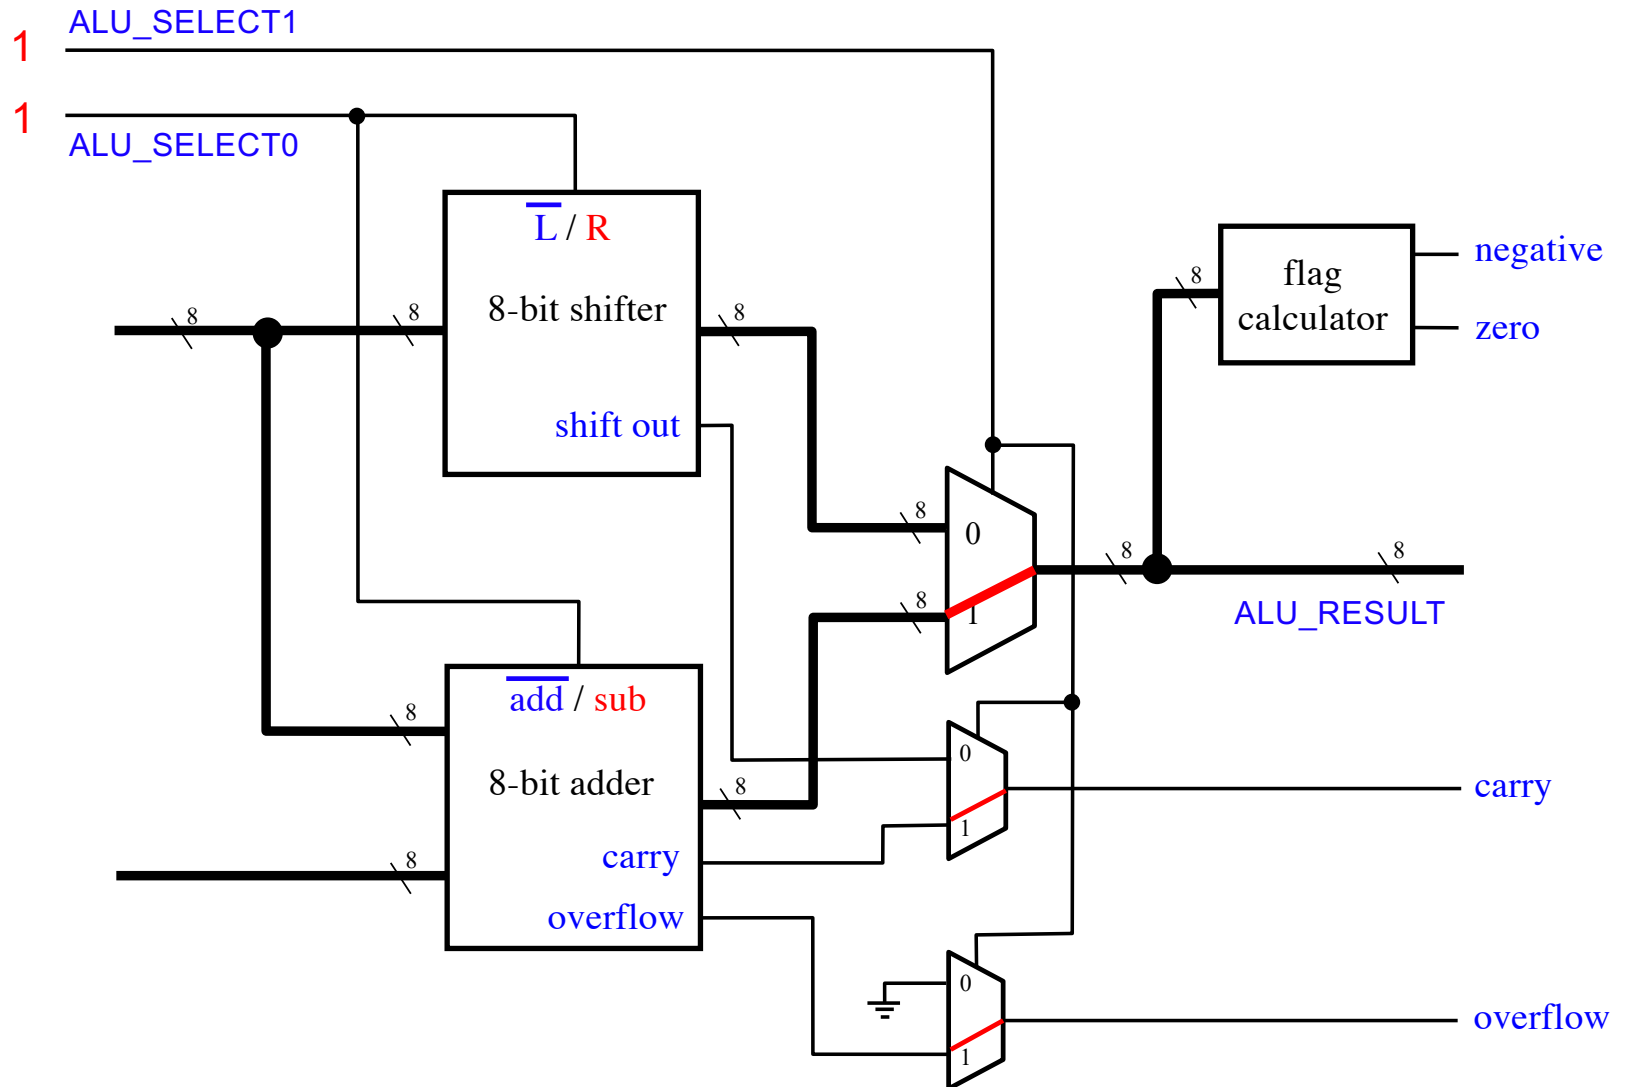 ALU_SELECT1
1
1
ALU_SELECT0
L / R
8-bit shifter
shift out
8
8
8
8
negative
flag
calculator
zero
8
0
8
1
8
8
ALU_RESULT
add / sub
8-bit adder
carry
overflow
8
8
8
0
1
carry
0
1
overflow